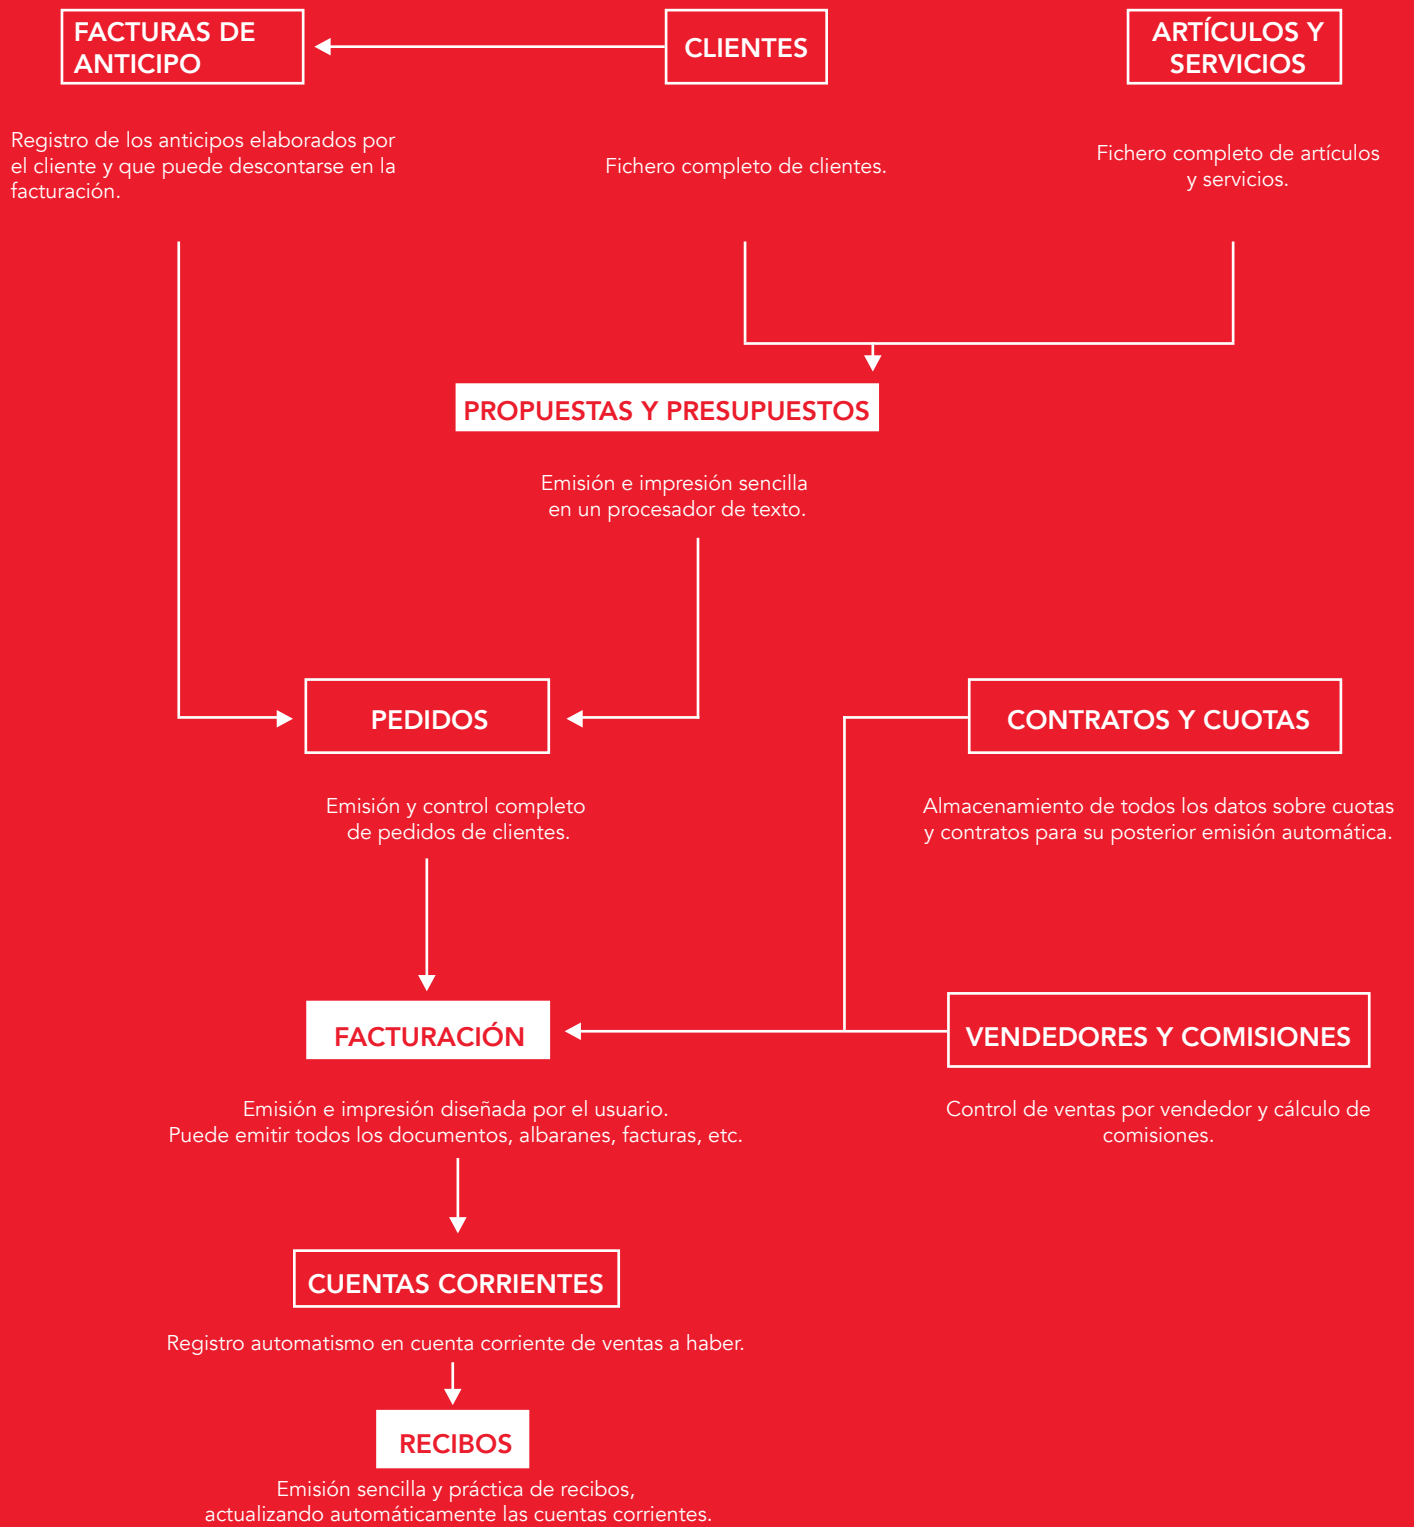 FACTURAS DE
ANTICIPO
CLIENTES
ARTÍCULOS Y
SERVICIOS
Registro de los anticipos elaborados por
el cliente y que puede descontarse en la
facturación.
Fichero completo de clientes.
Fichero completo de artículos
y servicios.
PROPUESTAS Y PRESUPUESTOS
Emisión e impresión sencilla
en un procesador de texto.
PEDIDOS
CONTRATOS Y CUOTAS
Emisión y control completo
de pedidos de clientes.
Almacenamiento de todos los datos sobre cuotas
y contratos para su posterior emisión automática.
FACTURACIÓN
VENDEDORES Y COMISIONES
Emisión e impresión diseñada por el usuario.
Puede emitir todos los documentos, albaranes, facturas, etc.
Control de ventas por vendedor y cálculo de
comisiones.
CUENTAS CORRIENTES
Registro automatismo en cuenta corriente de ventas a haber.
RECIBOS
Emisión sencilla y práctica de recibos,
actualizando automáticamente las cuentas corrientes.